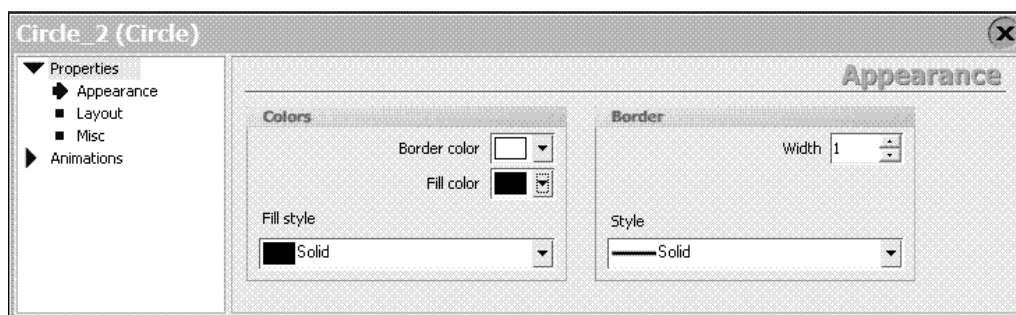 Circle_2 (Circle)
Properties
Appearance
Layout
Misc
Animations
Appearance
Colors
Border color
Fill color
Fill style
Solid
Border
Width 1
Style
Solid